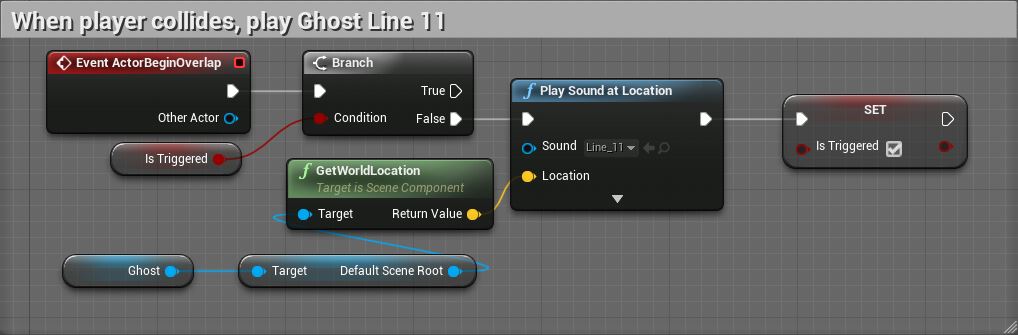 When player collides, play Ghost Line 11
Event ActorBeginOverlap
Other Actor
Is Triggered
Branch
True
Condition
False
GetWorldLocation
Target is Scene Component
Target
Return Value
Ghost
Target
Default Scene Root
f Play Sound at Location
Sound
Line_11
Location
SET
Is Triggered